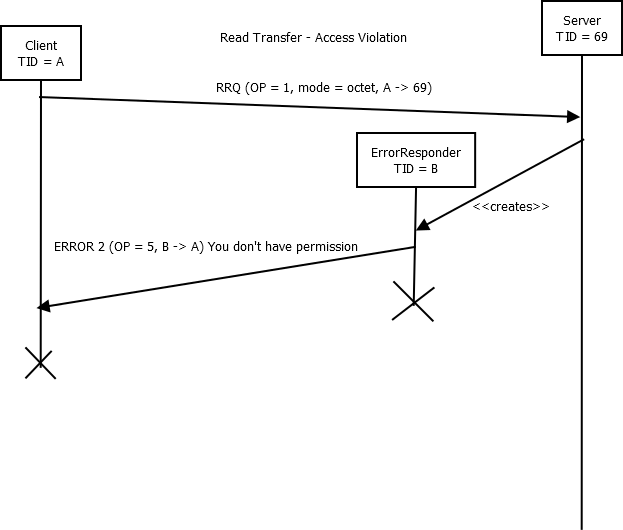 Server
TID = 69
Read Transfer - Access Violation
Client
TID = A
RRQ (OP = 1, mode = octet, A -> 69)
ErrorResponder
TID = B
<<creates>>
ERROR 2 (OP = 5, B -> A) You don't have permission